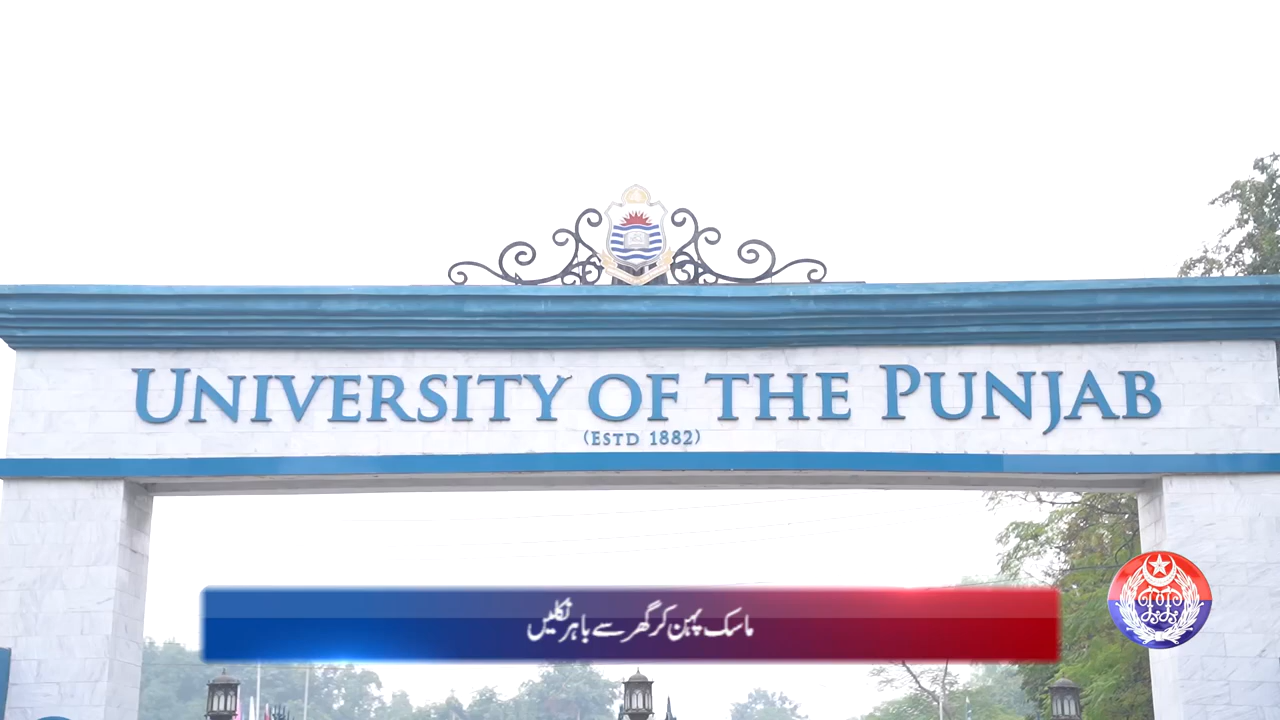 UNIVERSITY OF THE PUNJAB
(ESTD 1882)
ماسک پہن کر گھر سے باہر نکلیں